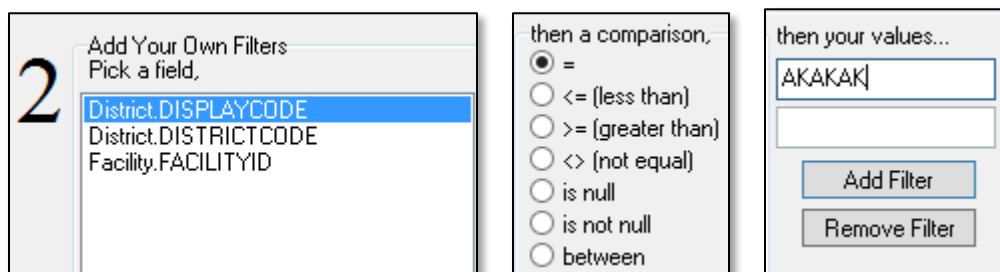 2
Add Your Own Filters
Pick a field,
District.DISPLAYCODE
District.DISTRICTCODE
Facility.FACILITYID
then a comparison,
=
<= (less than)
>= (greater than)
<> (not equal)
is null
is not null
between
then your values...
AKAKAK
Add Filter
Remove Filter